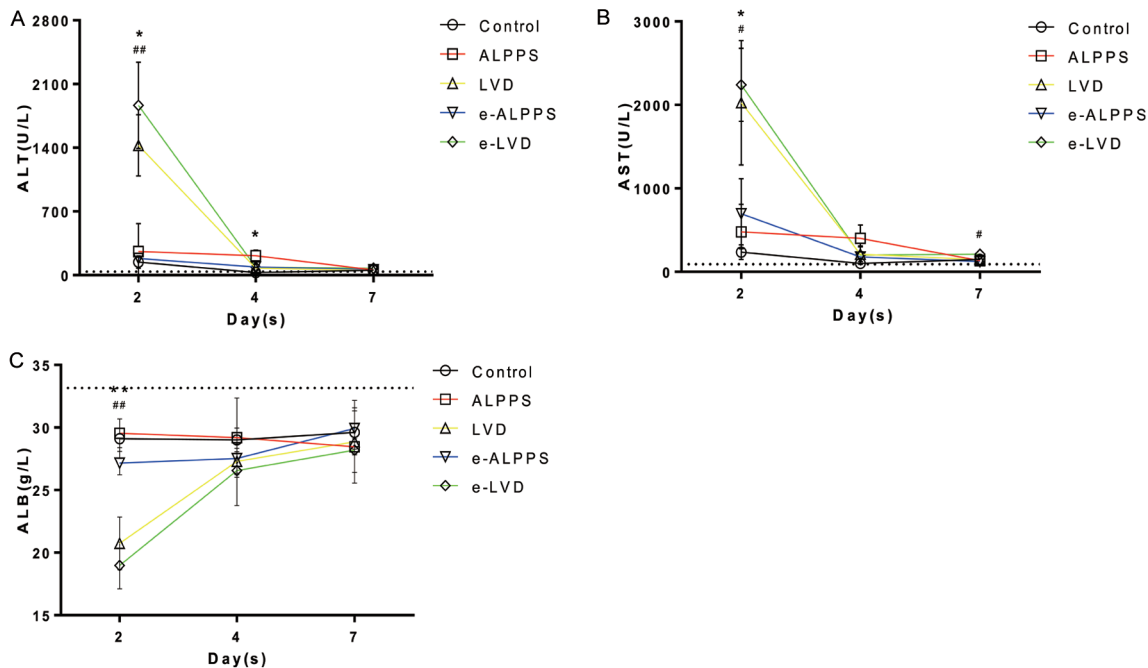 A
ALT(U/L)
2800
2100
1400
700
0
*
##
*
2
4
7
Day(s)
Control
ALPPS
LVD
e-ALPPS
e-LVD
B
AST(U/L)
3000
2000
1000
0
*
#
#
2
4
7
Day(s)
Control
ALPPS
LVD
e-ALPPS
e-LVD
C
ALB(g/L)
35
30
25
20
15
**
##
2
4
7
Day(s)
Control
ALPPS
LVD
e-ALPPS
e-LVD